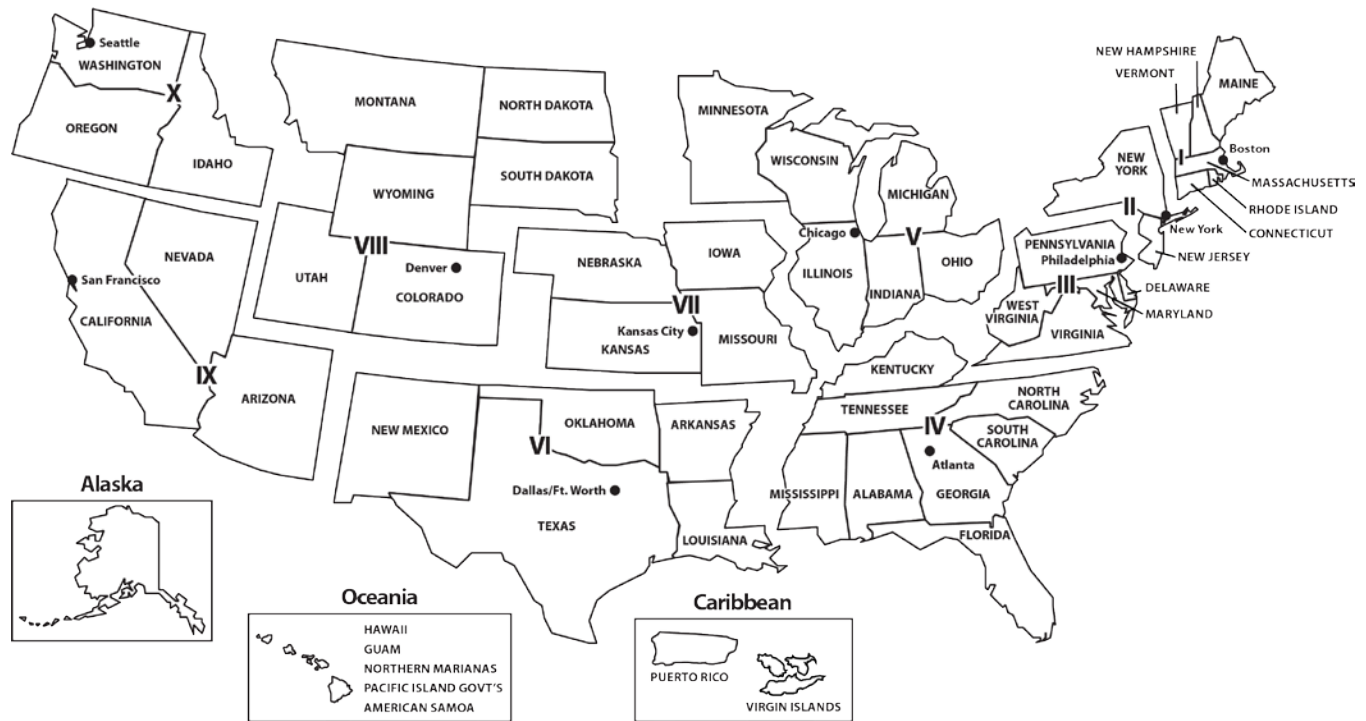 Seattle
WASHINGTON
X
OREGON
IDAHO
MONTANA
NORTH DAKOTA
SOUTH DAKOTA
WYOMING
VIII
UTAH
Denver
COLORADO
NEVADA
San Francisco
CALIFORNIA
IX
ARIZONA
NEW MEXICO
MINNESOTA
WISCONSIN
MICHIGAN
Chicago
V
ILLINOIS
INDIANA
OHIO
NEBRASKA
IOWA
VII
Kansas City
KANSAS
MISSOURI
OKLAHOMA
ARKANSAS
VI
Dallas/Ft. Worth
TEXAS
LOUISIANA
KENTUCKY
TENNESSEE
NORTH
CAROLINA
IV
SOUTH
CAROLINA
Atlanta
MISSISSIPPI
ALABAMA
GEORGIA
FLORIDA
NEW HAMPSHIRE
VERMONT
MAINE
I
Boston
MASSACHUSETTS
RHODE ISLAND
CONNECTICUT
NEW
YORK
II
New York
NEW JERSEY
PENNSYLVANIA
Philadelphia
III
DELAWARE
MARYLAND
WEST
VIRGINIA
VIRGINIA
Alaska
Oceania
HAWAII
GUAM
NORTHERN MARIANAS
PACIFIC ISLAND GOVT'S
AMERICAN SAMOA
Caribbean
PUERTO RICO
VIRGIN ISLANDS